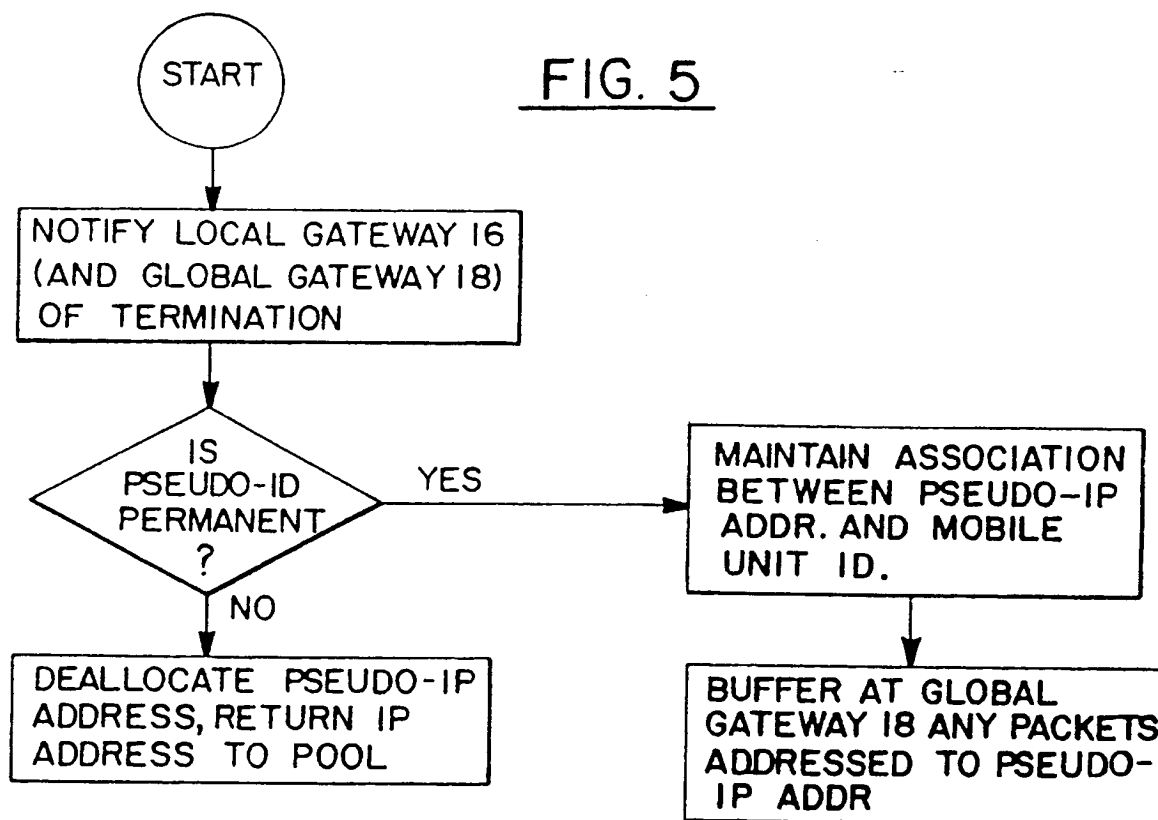 START
FIG. 5
NOTIFY LOCAL GATEWAY 16
(AND GLOBAL GATEWAY 18)
OF TERMINATION
IS
PSEUDO-ID
PERMANENT
?
YES
NO
MAINTAIN ASSOCIATION
BETWEEN PSEUDO-IP
ADDR. AND MOBILE
UNIT ID.
DEALLOCATE PSEUDO-IP
ADDRESS, RETURN IP
ADDRESS TO POOL
BUFFER AT GLOBAL
GATEWAY 18 ANY PACKETS
ADDRESSED TO PSEUDO-
IP ADDR